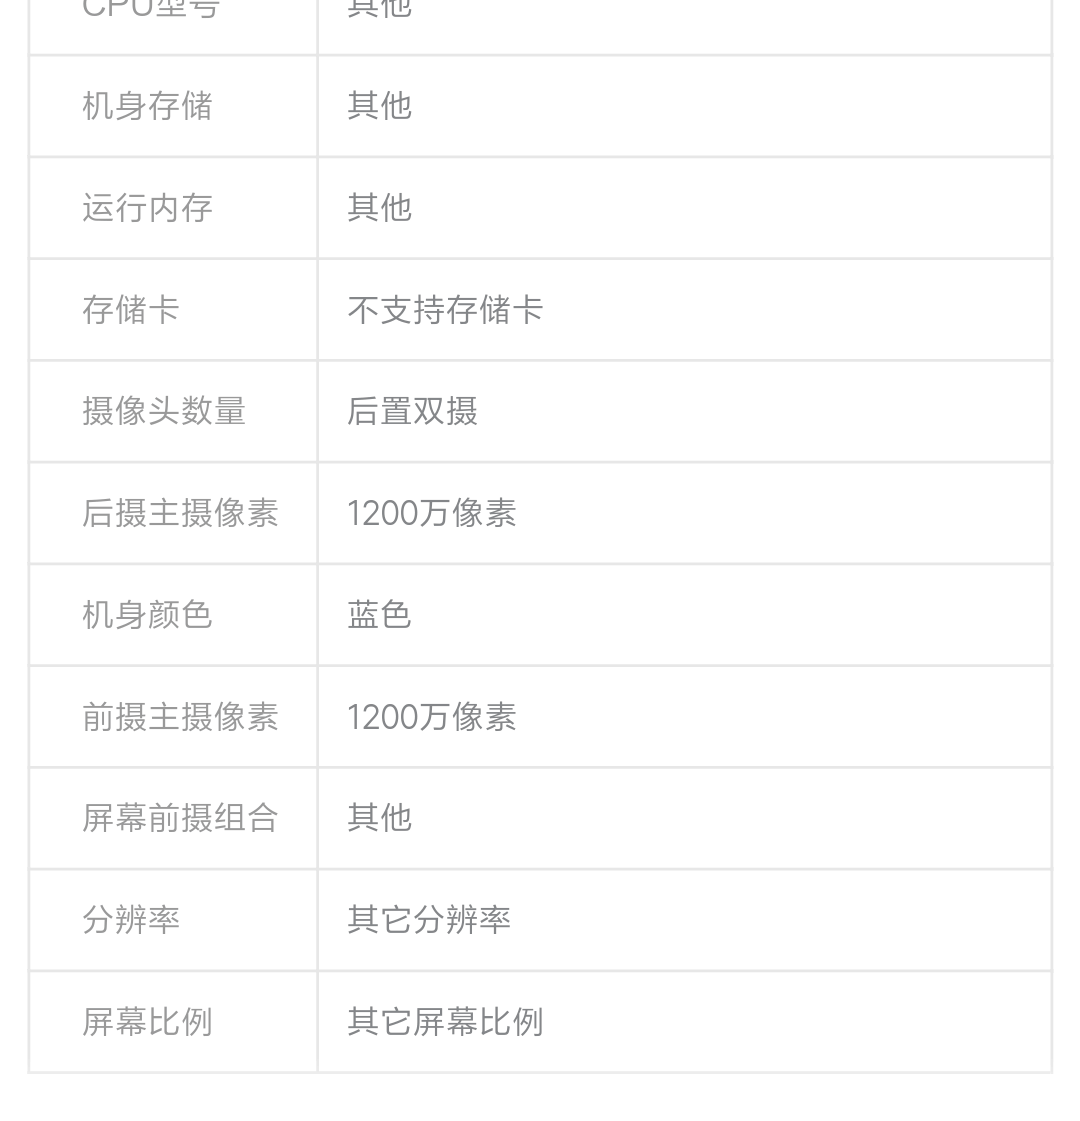 CPU型号 其他
机身存储 其他
运行内存 其他
存储卡 不支持存储卡
摄像头数量 后置双摄
后摄主摄像素 1200万像素
机身颜色 蓝色
前摄主摄像素 1200万像素
屏幕前摄组合 其他
分辨率 其它分辨率
屏幕比例 其它屏幕比例